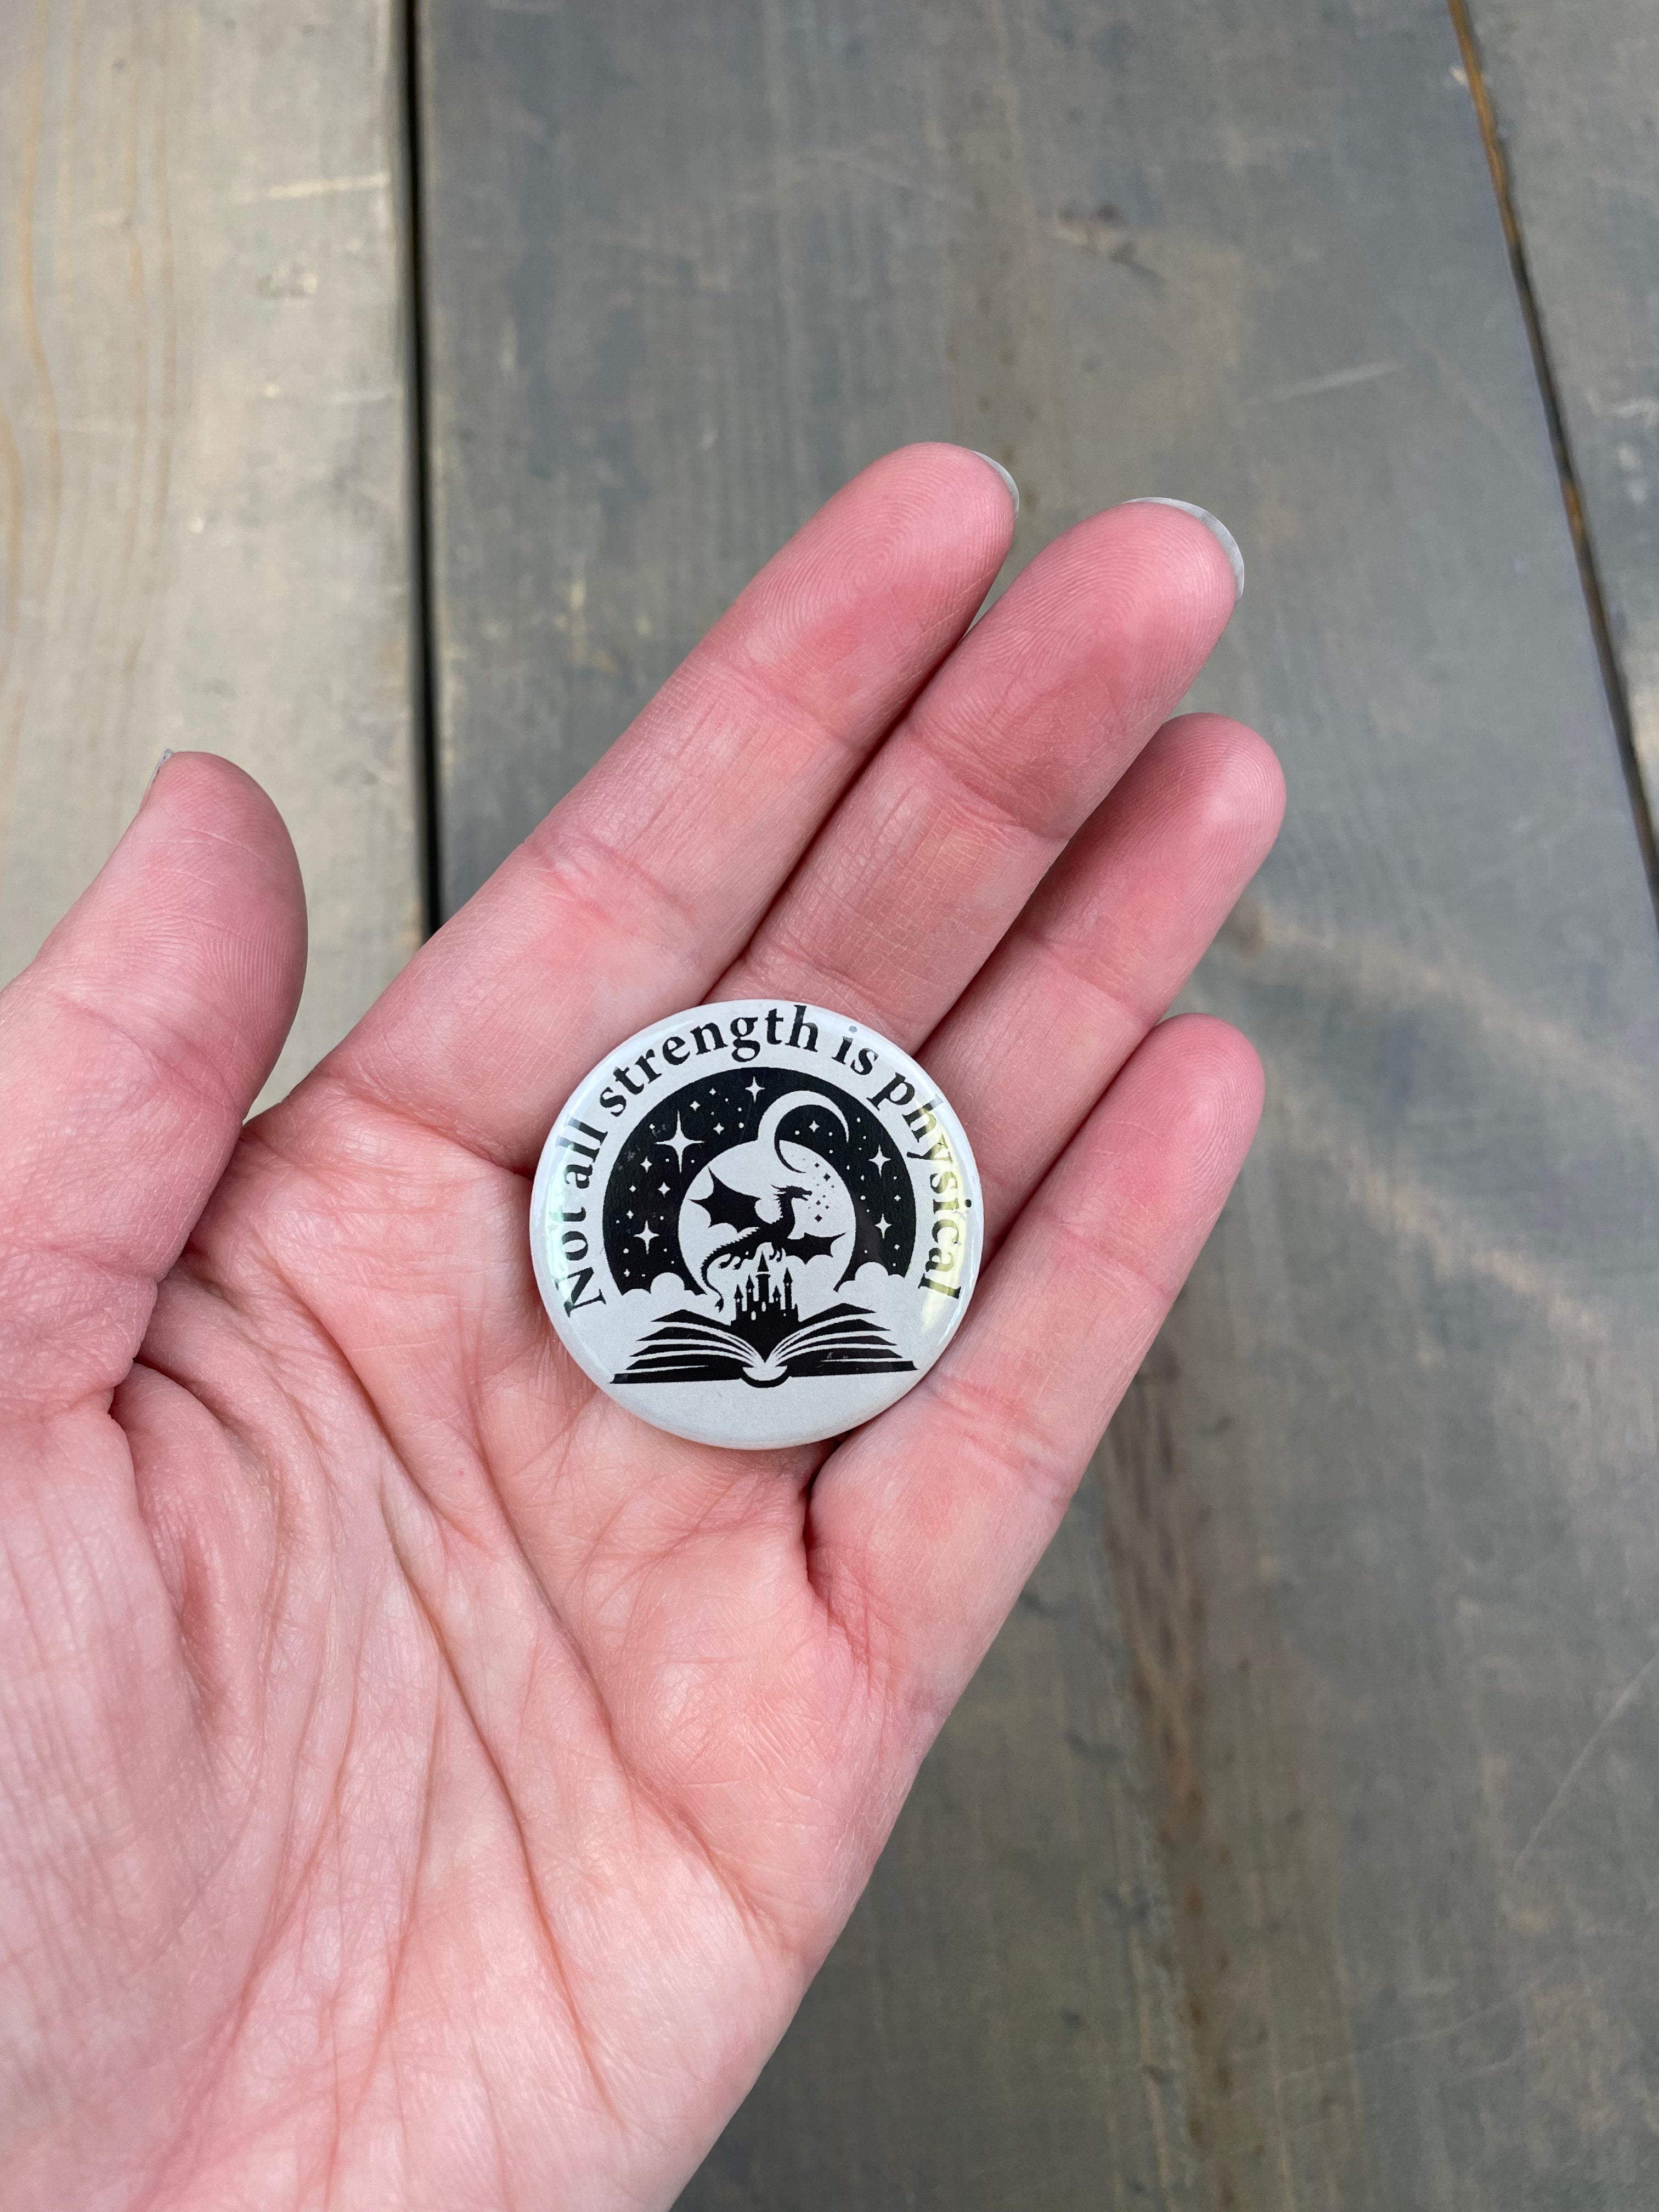 Not all strength is physical